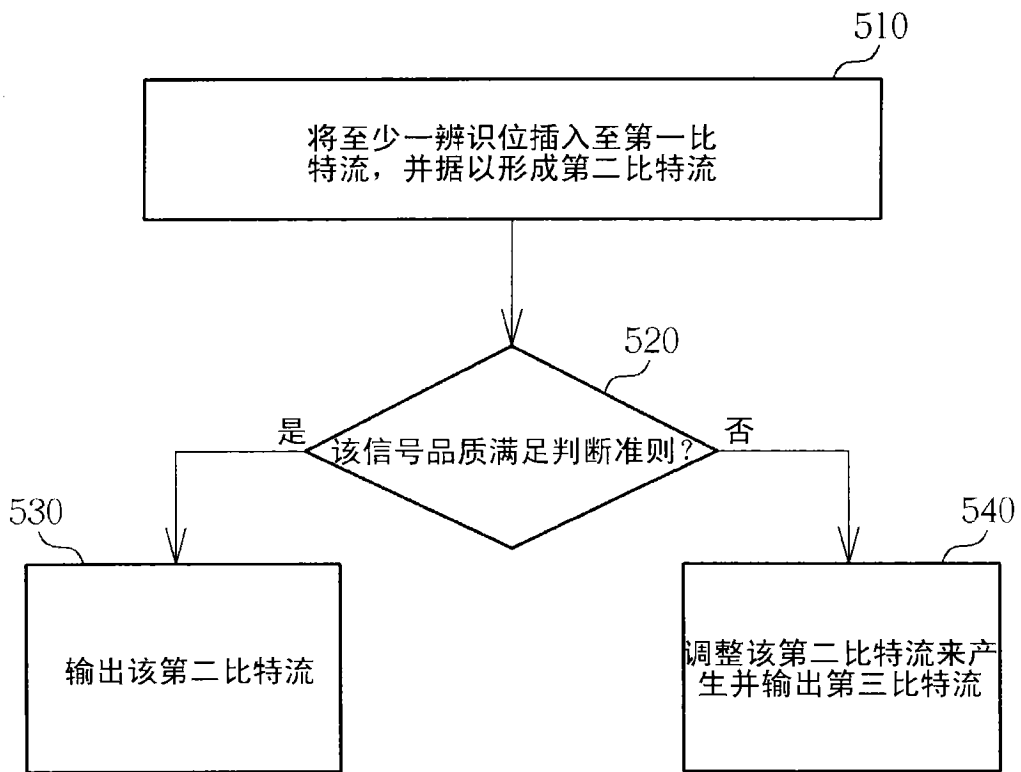 510
将至少一辨识位插入至第一比
特流，并据以形成第二比特流
520
是
该信号品质满足判断准则？
否
530
540
输出该第二比特流
调整该第二比特流来产
生并输出第三比特流